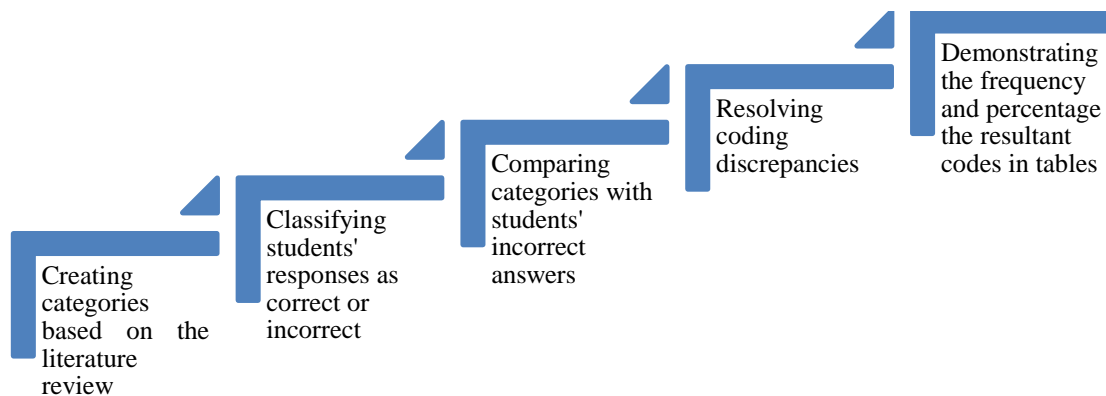 Creating
categories
based on the
literature
review
Classifying
students'
responses as
correct or
incorrect
Comparing
categories with
students'
incorrect
answers
Resolving
coding
discrepancies
Demonstrating
the frequency
and percentage
the resultant
codes in tables